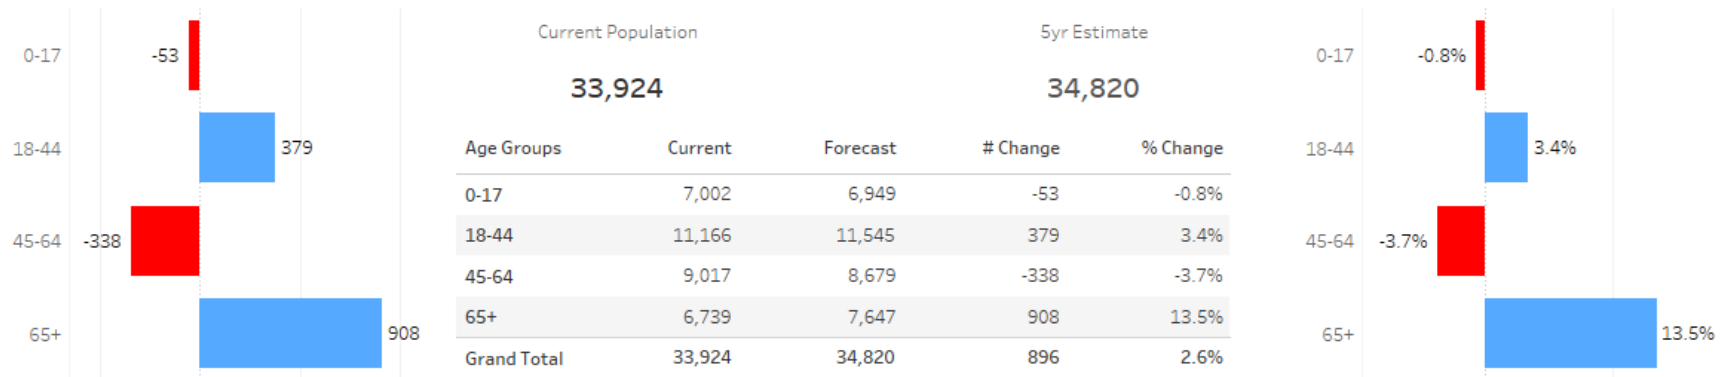 0-17 -53
18-44 379
45-64 -338
65+ 908
Current Population 5yr Estimate
33,924 34,820
Age Groups Current Forecast # Change % Change
0-17 7,002 6,949 -53 -0.8%
18-44 11,166 11,545 379 3.4%
45-64 9,017 8,679 -338 -3.7%
65+ 6,739 7,647 908 13.5%
Grand Total 33,924 34,820 896 2.6%
0-17 -0.8%
18-44 3.4%
45-64 -3.7%
65+ 13.5%